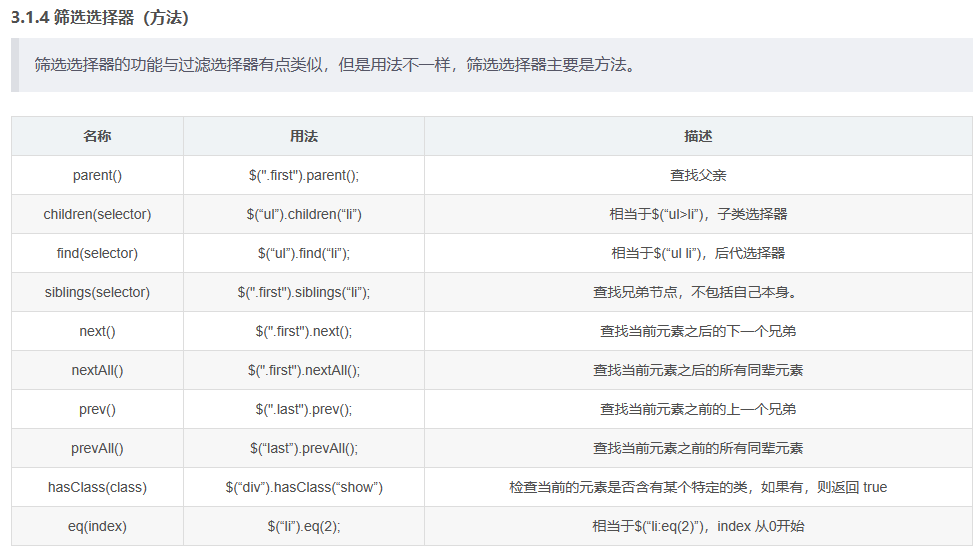 3.1.4 筛选选择器（方法）
筛选选择器的功能与过滤选择器有点类似，但是用法不一样，筛选选择器主要是方法。
名称 用法 描述
parent() $(".first").parent(); 查找父亲
children(selector) $(“ul”).children(“li”) 相当于$(“ul>li”)，子类选择器
find(selector) $(“ul”).find(“li”); 相当于$(“ul li”)，后代选择器
siblings(selector) $(".first").siblings(“li”); 查找兄弟节点，不包括自己本身。
next() $(".first").next(); 查找当前元素之后的下一个兄弟
nextAll() $(".first").nextAll(); 查找当前元素之后的所有同辈元素
prev() $(".last").prev(); 查找当前元素之前的上一个兄弟
prevAll() $(“last”).prevAll(); 查找当前元素之前的所有同辈元素
hasClass(class) $(“div”).hasClass(“show”) 检查当前的元素是否含有某个特定的类，如果有，则返回 true
eq(index) $(“li”).eq(2); 相当于$(“li:eq(2)”)，index 从0开始